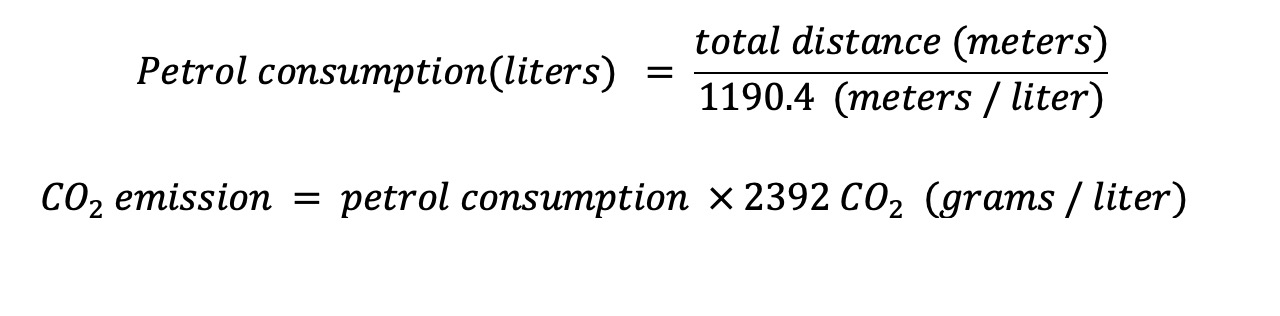 total distance (meters)
Petrol consumption(liters) =
1190.4 (meters / liter)
CO₂ emission = petrol consumption × 2392 CO₂ (grams / liter)